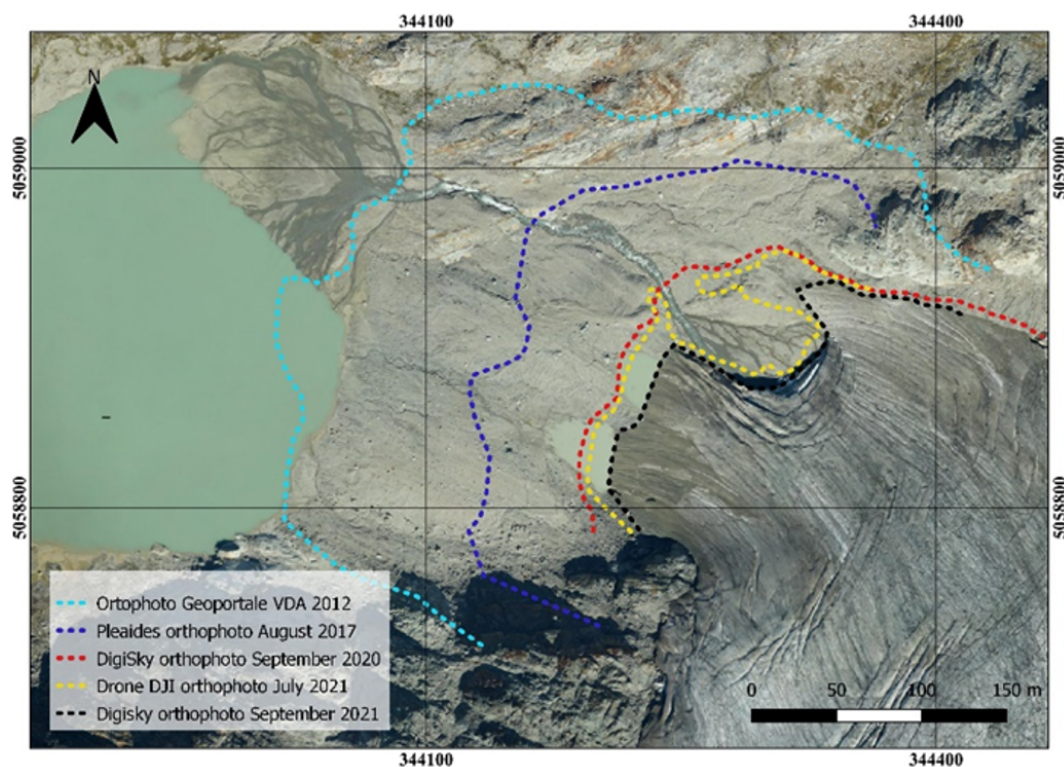 344100 344400
N
5059000 5059000
5058800 5058800
Ortophoto Geoportale VDA 2012
Pleaides orthophoto August 2017
DigiSky orthophoto September 2020
Drone DJI orthophoto July 2021
Digisky orthophoto September 2021
0 50 100 150 m
344100 344400